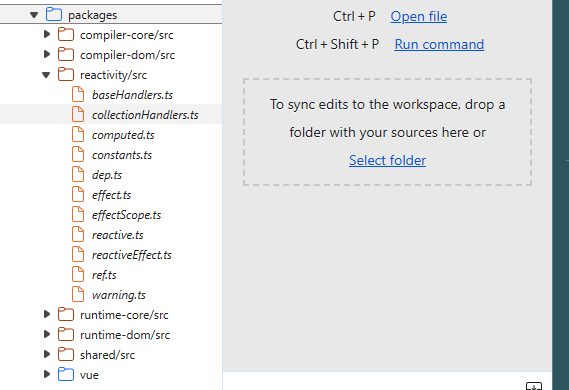 packages
compiler-core/src
compiler-dom/src
reactivity/src
baseHandlers.ts
collectionHandlers.ts
computed.ts
constants.ts
dep.ts
effect.ts
effectScope.ts
reactive.ts
reactiveEffect.ts
ref.ts
warning.ts
runtime-core/src
runtime-dom/src
shared/src
vue
Ctrl + P Open file
Ctrl + Shift + P Run command
To sync edits to the workspace, drop a
folder with your sources here or
Select folder